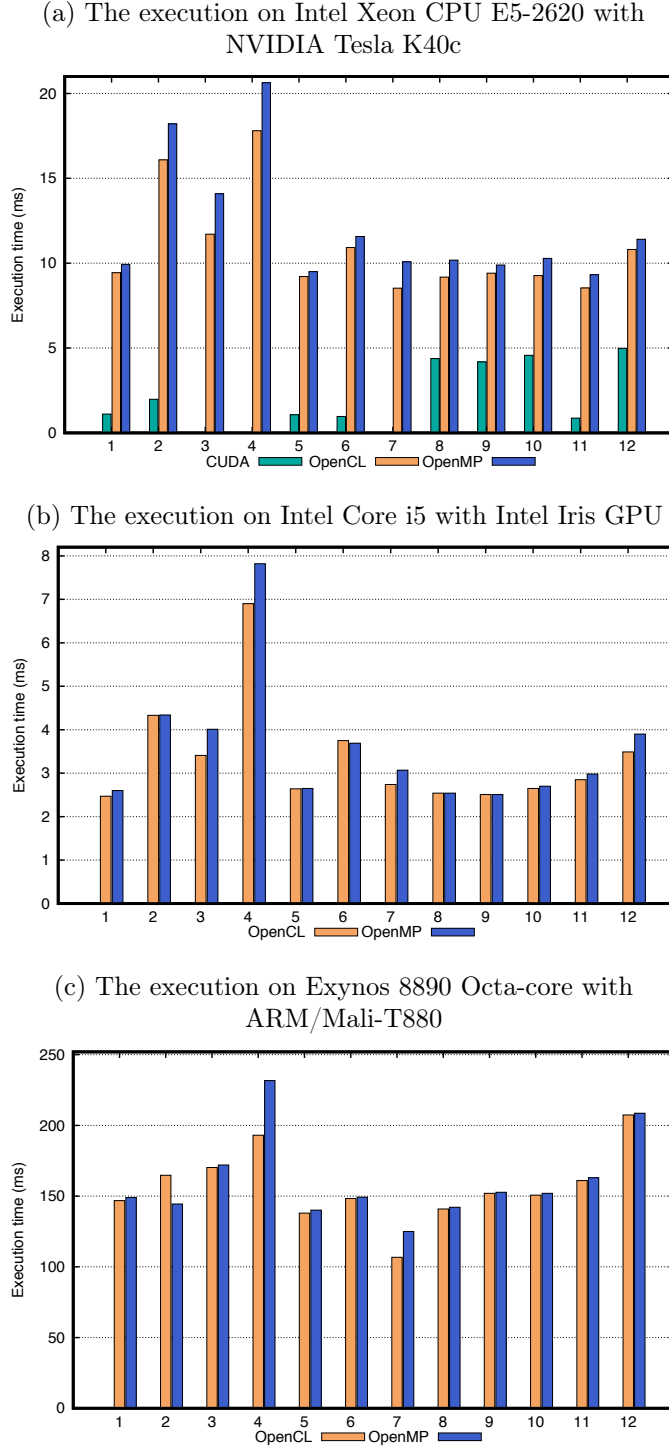 (a) The execution on Intel Xeon CPU E5-2620 with
NVIDIA Tesla K40c
20
15
10
5
0
Execution time (ms)
1 2 3 4 5 6 7 8 9 10 11 12
CUDA OpenCL OpenMP
(b) The execution on Intel Core i5 with Intel Iris GPU
8
7
6
5
4
3
2
1
0
Execution time (ms)
1 2 3 4 5 6 7 8 9 10 11 12
OpenCL OpenMP
(c) The execution on Exynos 8890 Octa-core with
ARM/Mali-T880
250
200
150
100
50
0
Execution time (ms)
1 2 3 4 5 6 7 8 9 10 11 12
OpenCL OpenMP